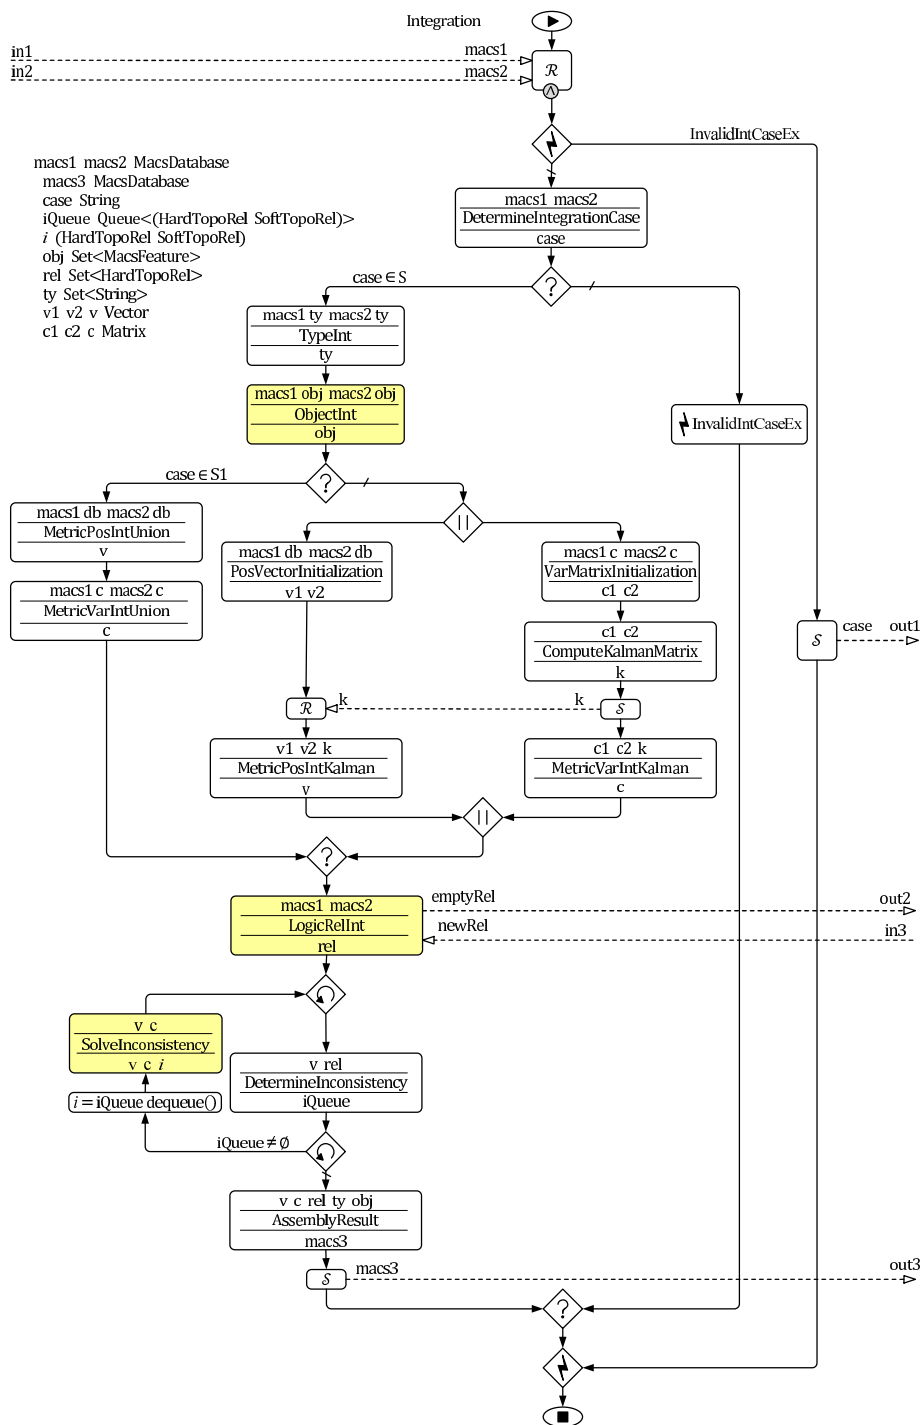 Integration
in1 macs1
in2 macs2
ℛ
∧
InvalidIntCaseEx
macs1 macs2 MacsDatabase
macs3 MacsDatabase
case String
iQueue Queue<(HardTopoRel SoftTopoRel)>
i (HardTopoRel SoftTopoRel)
obj Set<MacsFeature>
rel Set<HardTopoRel>
ty Set<String>
v1 v2 v Vector
c1 c2 c Matrix
macs1 macs2
DetermineIntegrationCase
case
case ∈ S
?
macs1 ty macs2 ty
TypeInt
ty
macs1 obj macs2 obj
ObjectInt
obj
InvalidIntCaseEx
case ∈ S1
?
macs1 db macs2 db
MetricPosIntUnion
v
macs1 c macs2 c
MetricVarIntUnion
c
||
macs1 db macs2 db
PosVectorInitialization
v1 v2
macs1 c macs2 c
VarMatrixInitialization
c1 c2
c1 c2
ComputeKalmanMatrix
k
𝒮
case out1
ℛ
k
k
𝒮
v1 v2 k
MetricPosIntKalman
v
c1 c2 k
MetricVarIntKalman
c
||
?
macs1 macs2
LogicRelInt
rel
emptyRel out2
newRel in3
v c
SolveInconsistency
v c i
i = iQueue dequeue()
v rel
DetermineInconsistency
iQueue
iQueue ≠ ∅
v c rel ty obj
AssemblyResult
macs3
𝒮
macs3 out3
?